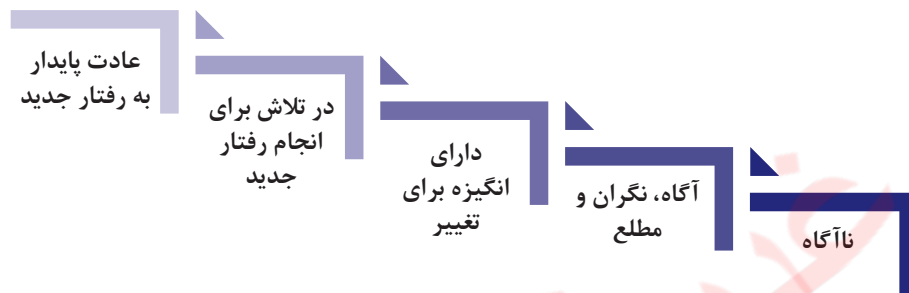 ناآگاه
آگاه، نگران و
مطلع
دارای
انگیزه برای
تغییر
در تلاش برای
انجام رفتار
جدید
عادت پایدار
به رفتار جدید